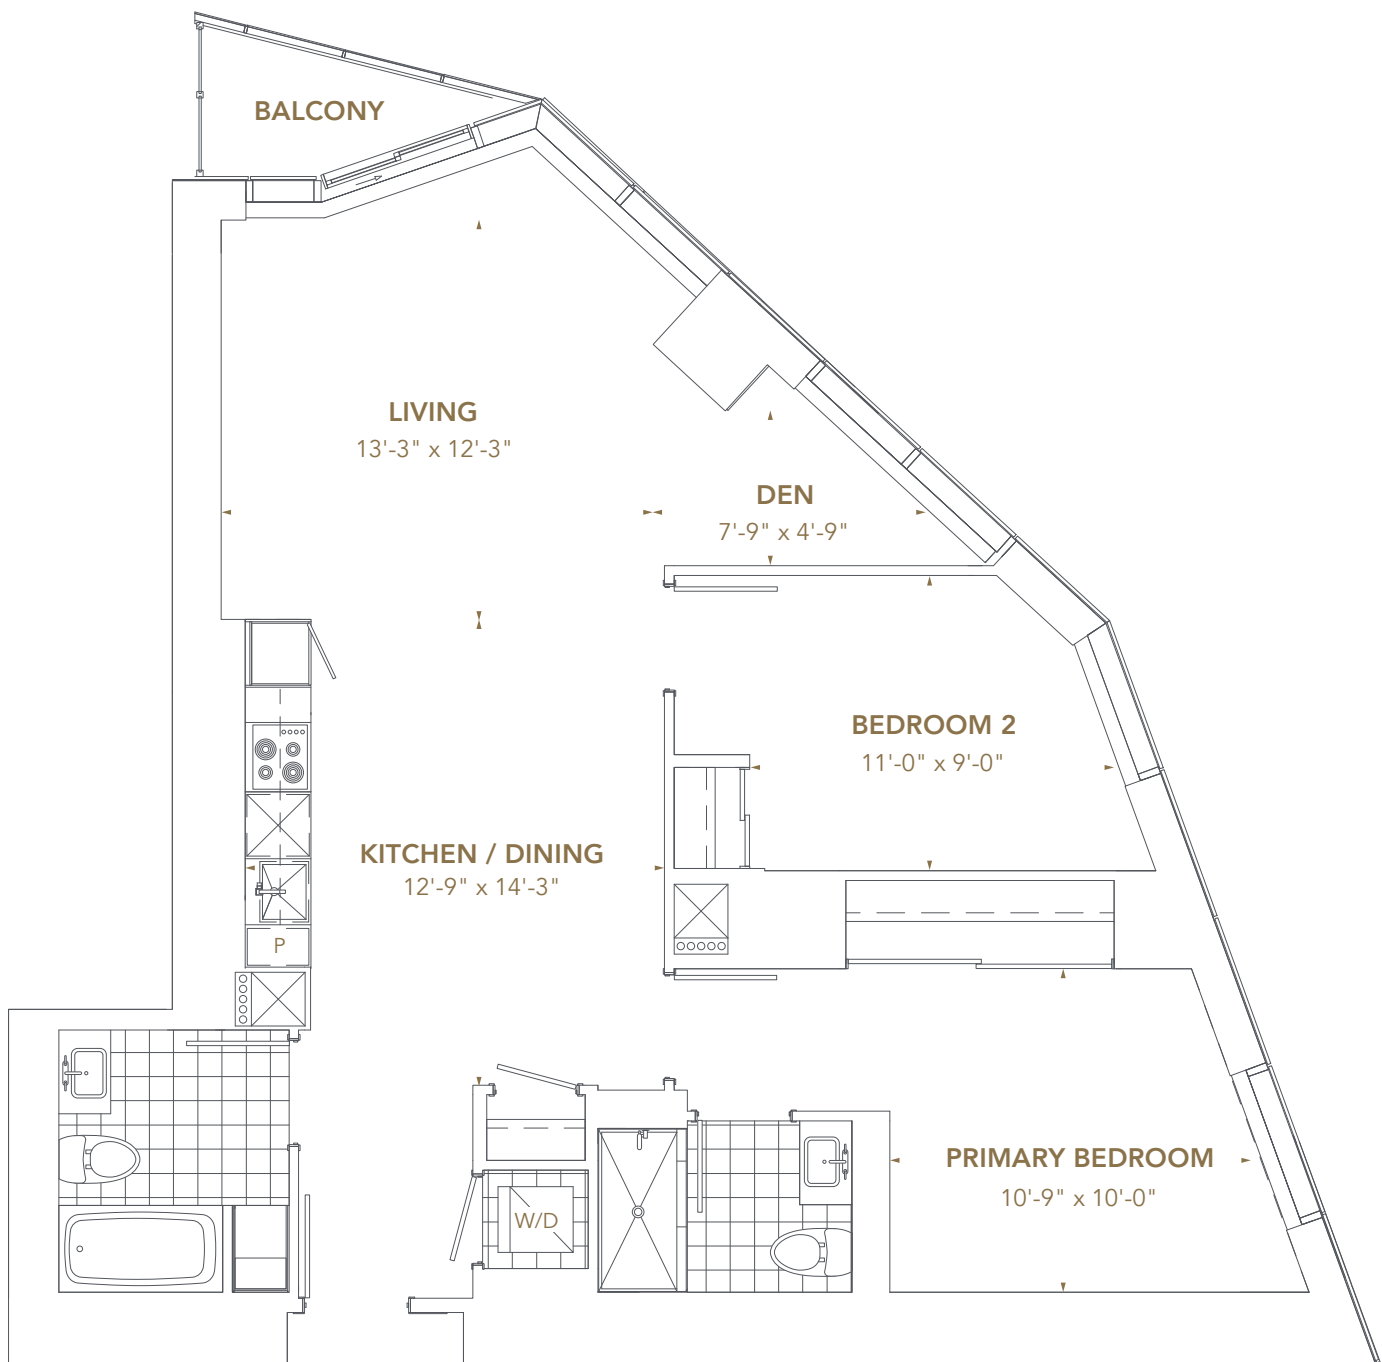 BALCONY
LIVING
13'-3" x 12'-3"
DEN
7'-9" x 4'-9"
BEDROOM 2
11'-0" x 9'-0"
KITCHEN / DINING
12'-9" x 14'-3"
P
PRIMARY BEDROOM
10'-9" x 10'-0"
W/D